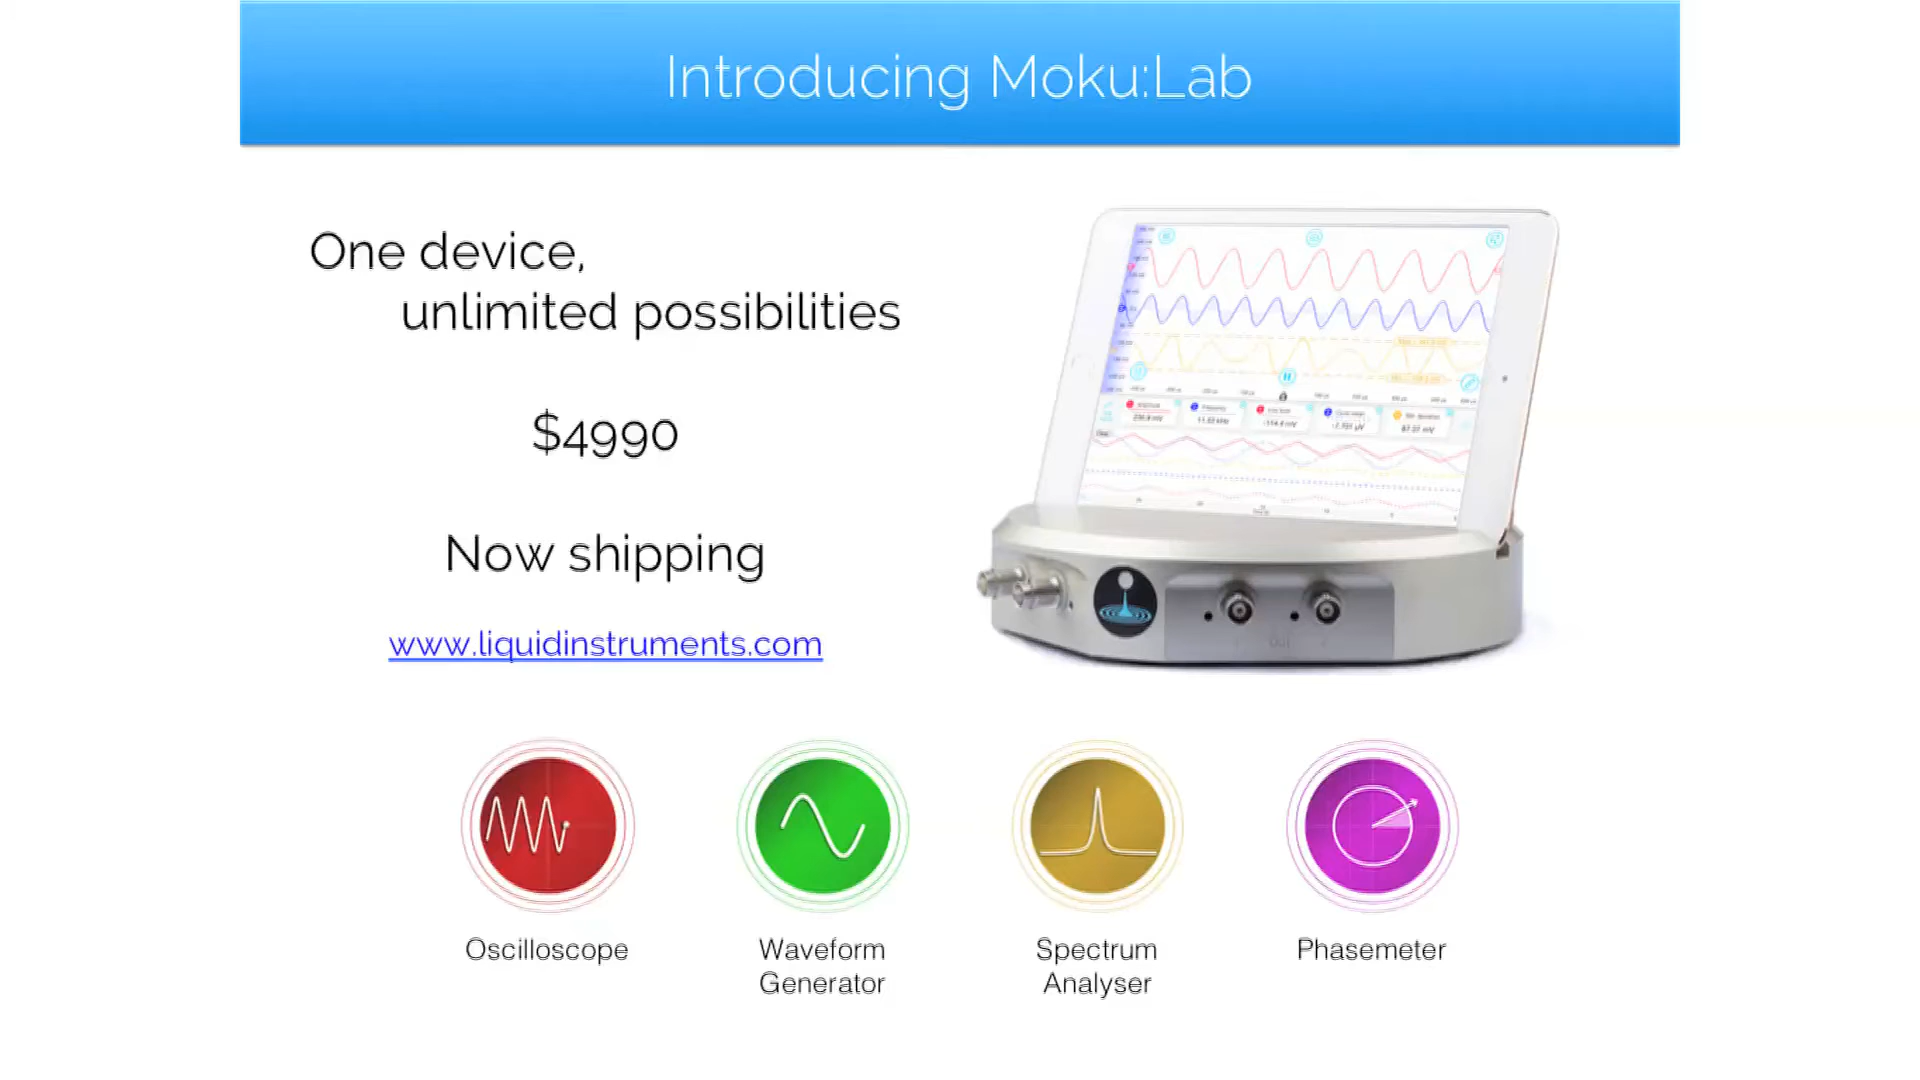 Introducing Moku:Lab
One device,
unlimited possibilities
$4990
Now shipping
www.liquidinstruments.com
Oscilloscope
Waveform
Generator
Spectrum
Analyser
Phasemeter